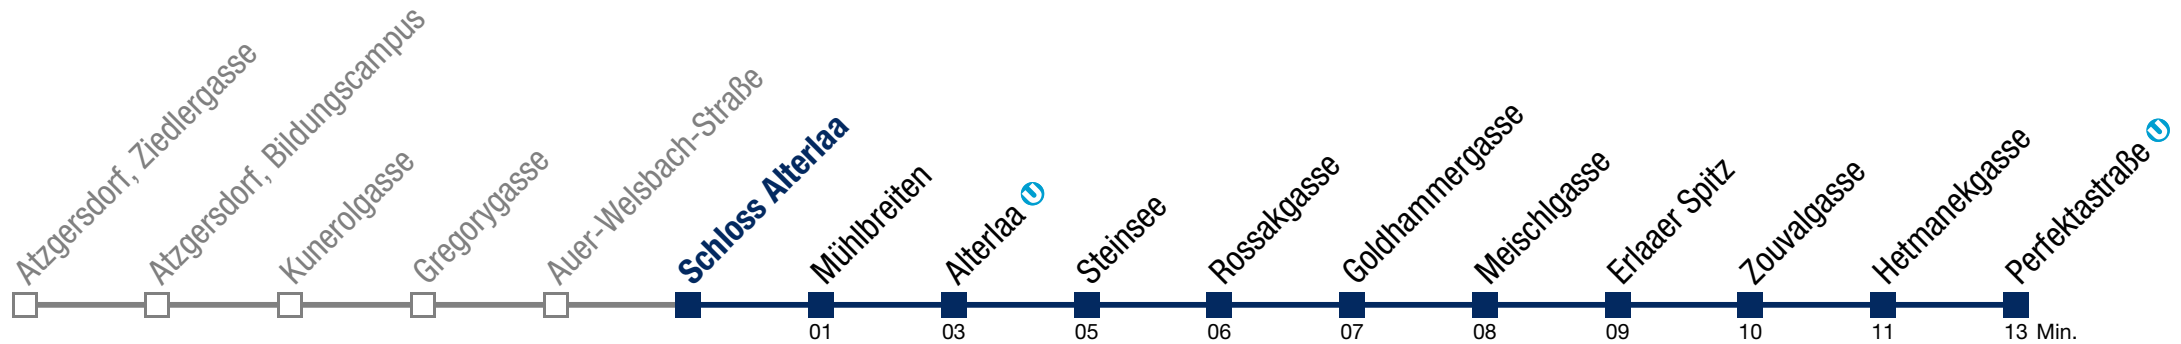 Atzgersdorf, Ziedlergasse
Atzgersdorf, Bildungscampus
Kunerolgasse
Gregorygasse
Auer-Welsbach-Straße
Schloss Alterlaa
Mühlbreiten
Alterlaa U
Steinsee
Rossakgasse
Goldhammergasse
Meischlgasse
Erlaaer Spitz
Zouvalgasse
Hetmanekgasse
Perfektastraße U
01 03 05 06 07 08 09 10 11 13 Min.